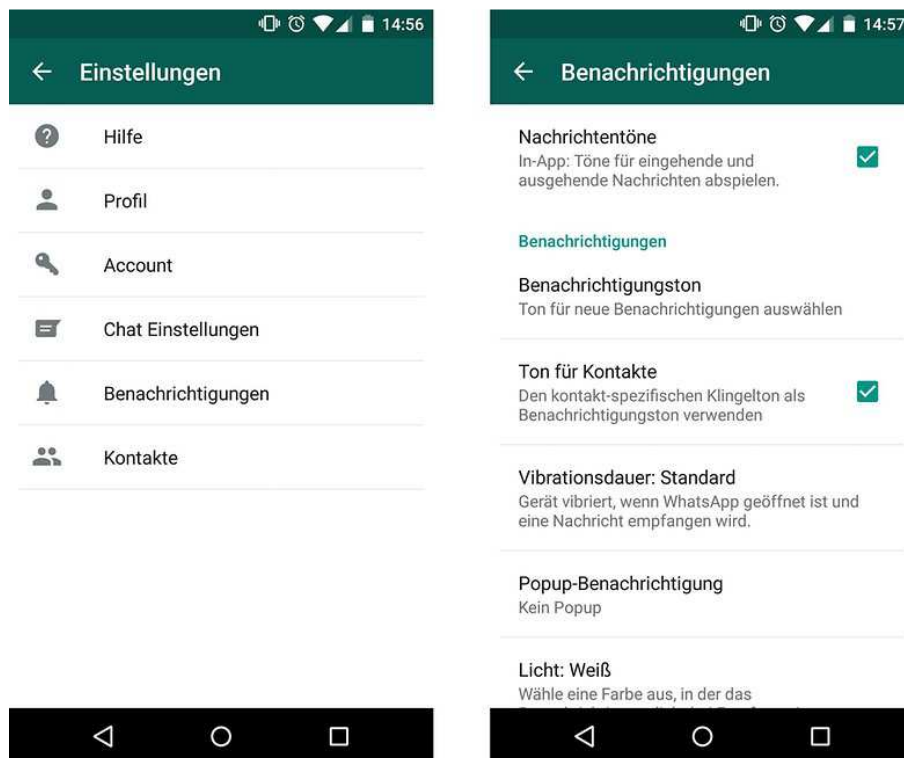 14:56
Einstellungen
Hilfe
Profil
Account
Chat Einstellungen
Benachrichtigungen
Kontakte
14:57
Benachrichtigungen
Nachrichtentöne
In-App: Töne für eingehende und
ausgehende Nachrichten abspielen.
Benachrichtigungen
Benachrichtigungston
Ton für neue Benachrichtigungen auswählen
Ton für Kontakte
Den kontakt-spezifischen Klingelton als
Benachrichtigungston verwenden
Vibrationsdauer: Standard
Gerät vibriert, wenn WhatsApp geöffnet ist und
eine Nachricht empfangen wird.
Popup-Benachrichtigung
Kein Popup
Licht: Weiß
Wähle eine Farbe aus, in der das